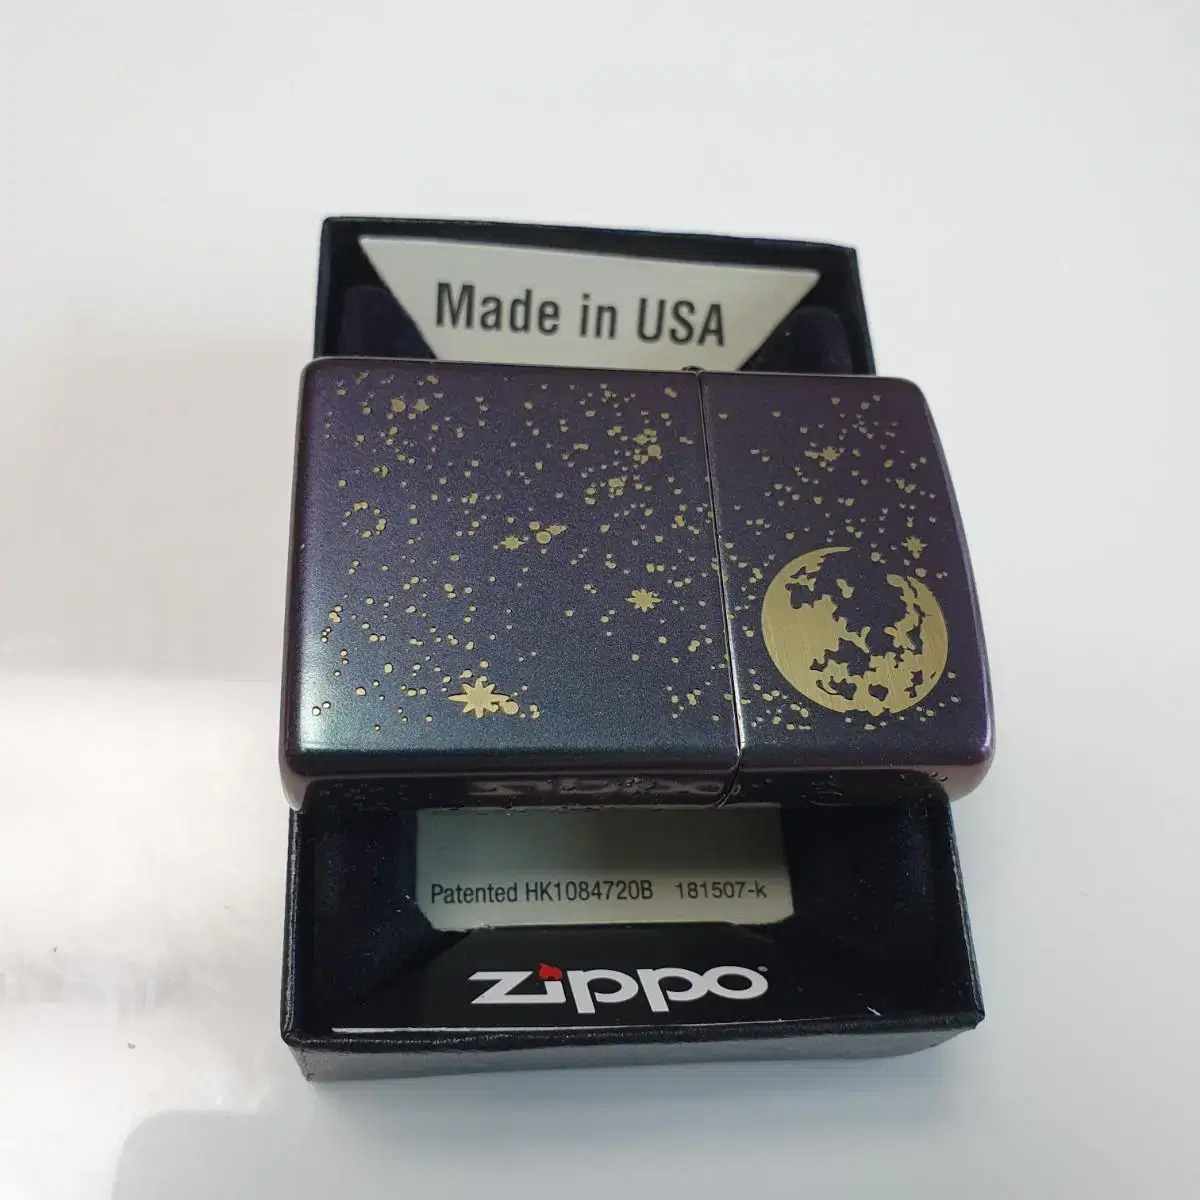 Made in USA
Patented HK1084720B 181507-k
zippo